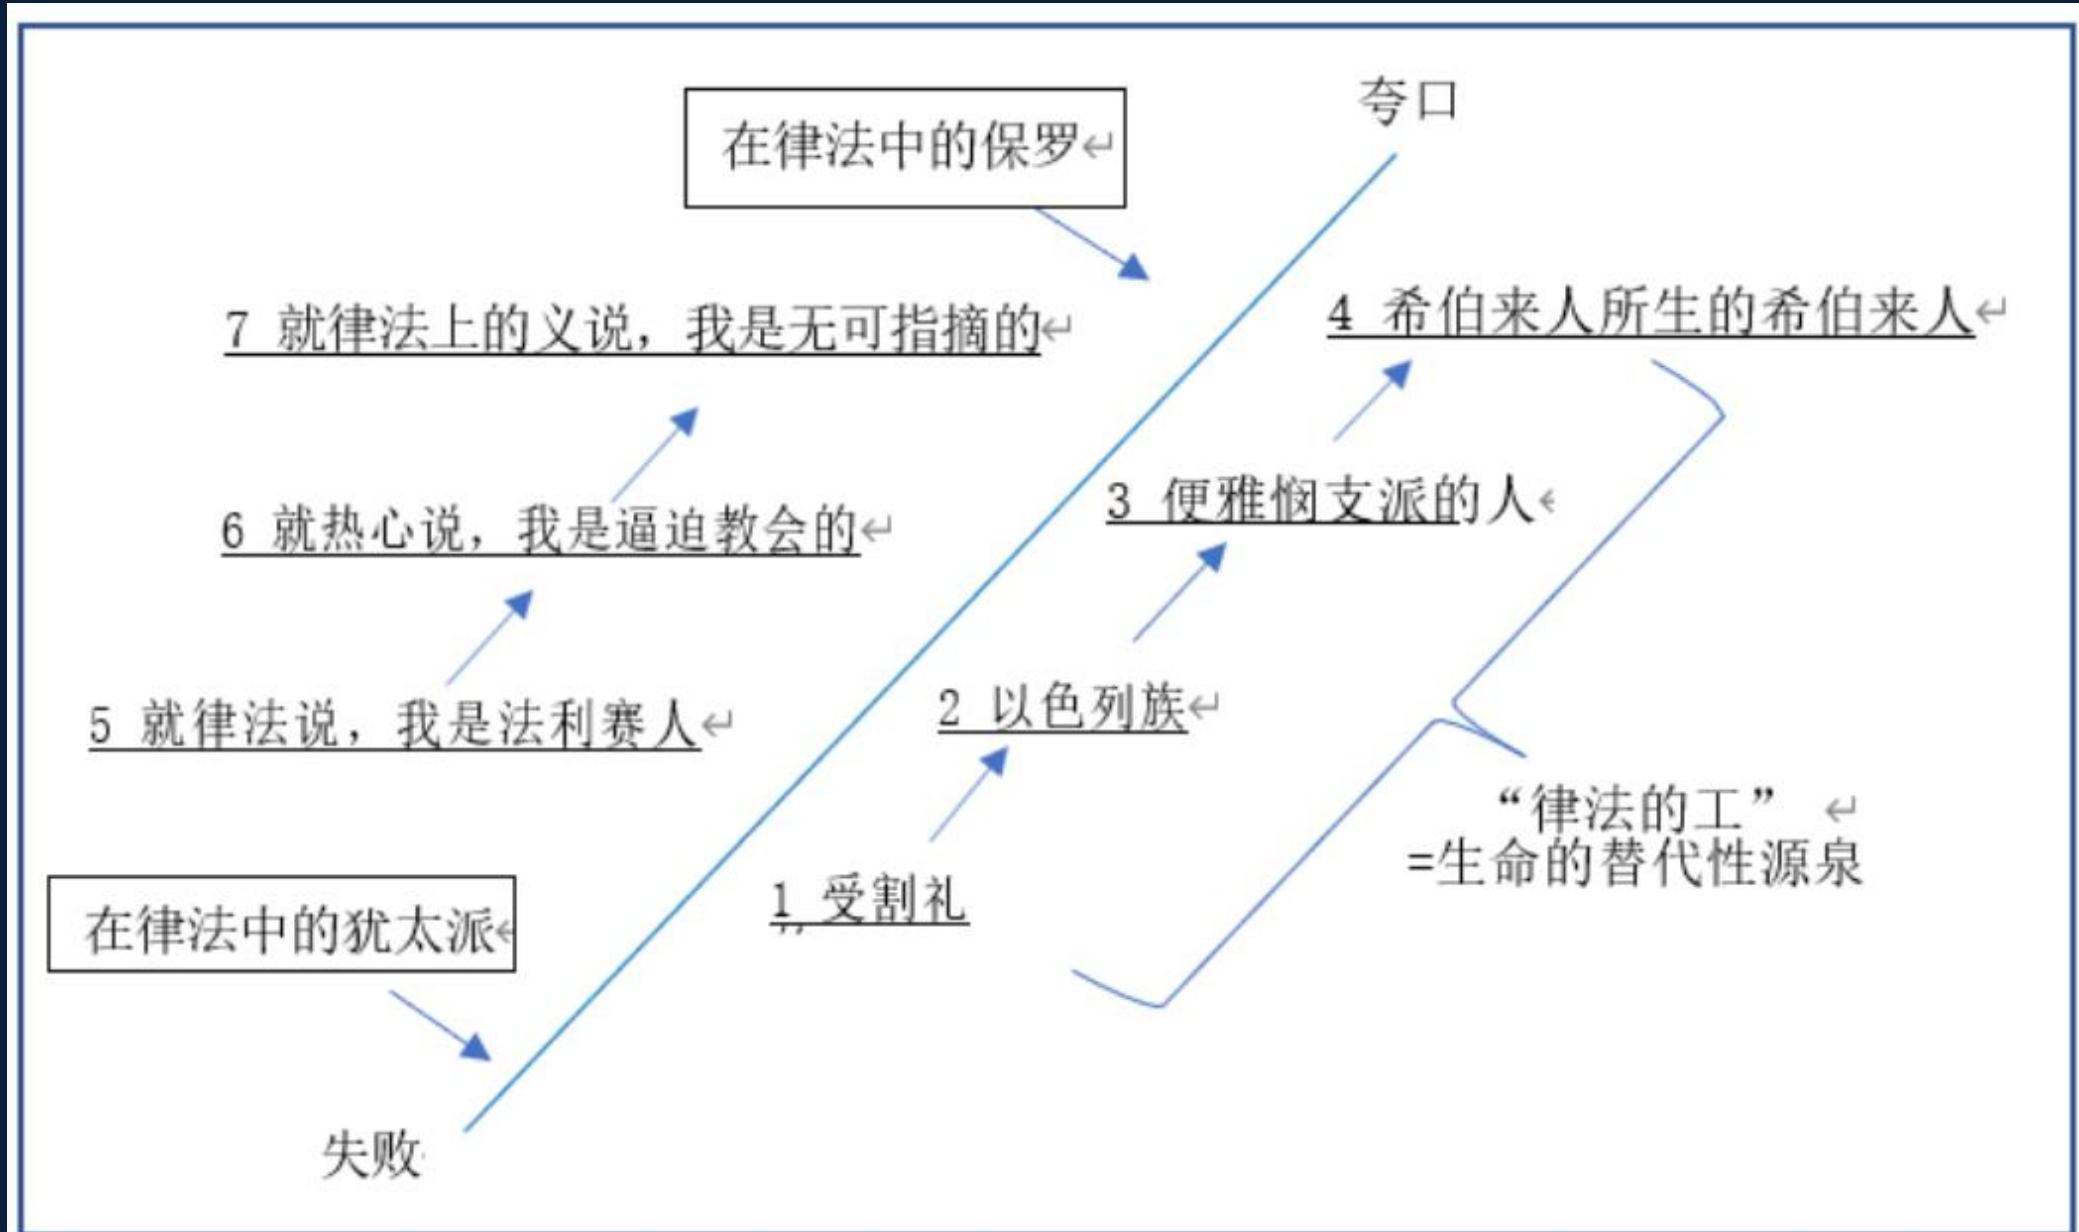 夸口
在律法中的保罗
4 希伯来人所生的希伯来人
7 就律法上的义说，我是无可指摘的
3 便雅悯支派的人
6 就热心说，我是逼迫教会的
2 以色列族
5 就律法说，我是法利赛人
“律法的工”
=生命的替代性源泉
1 受割礼
在律法中的犹太派
失败